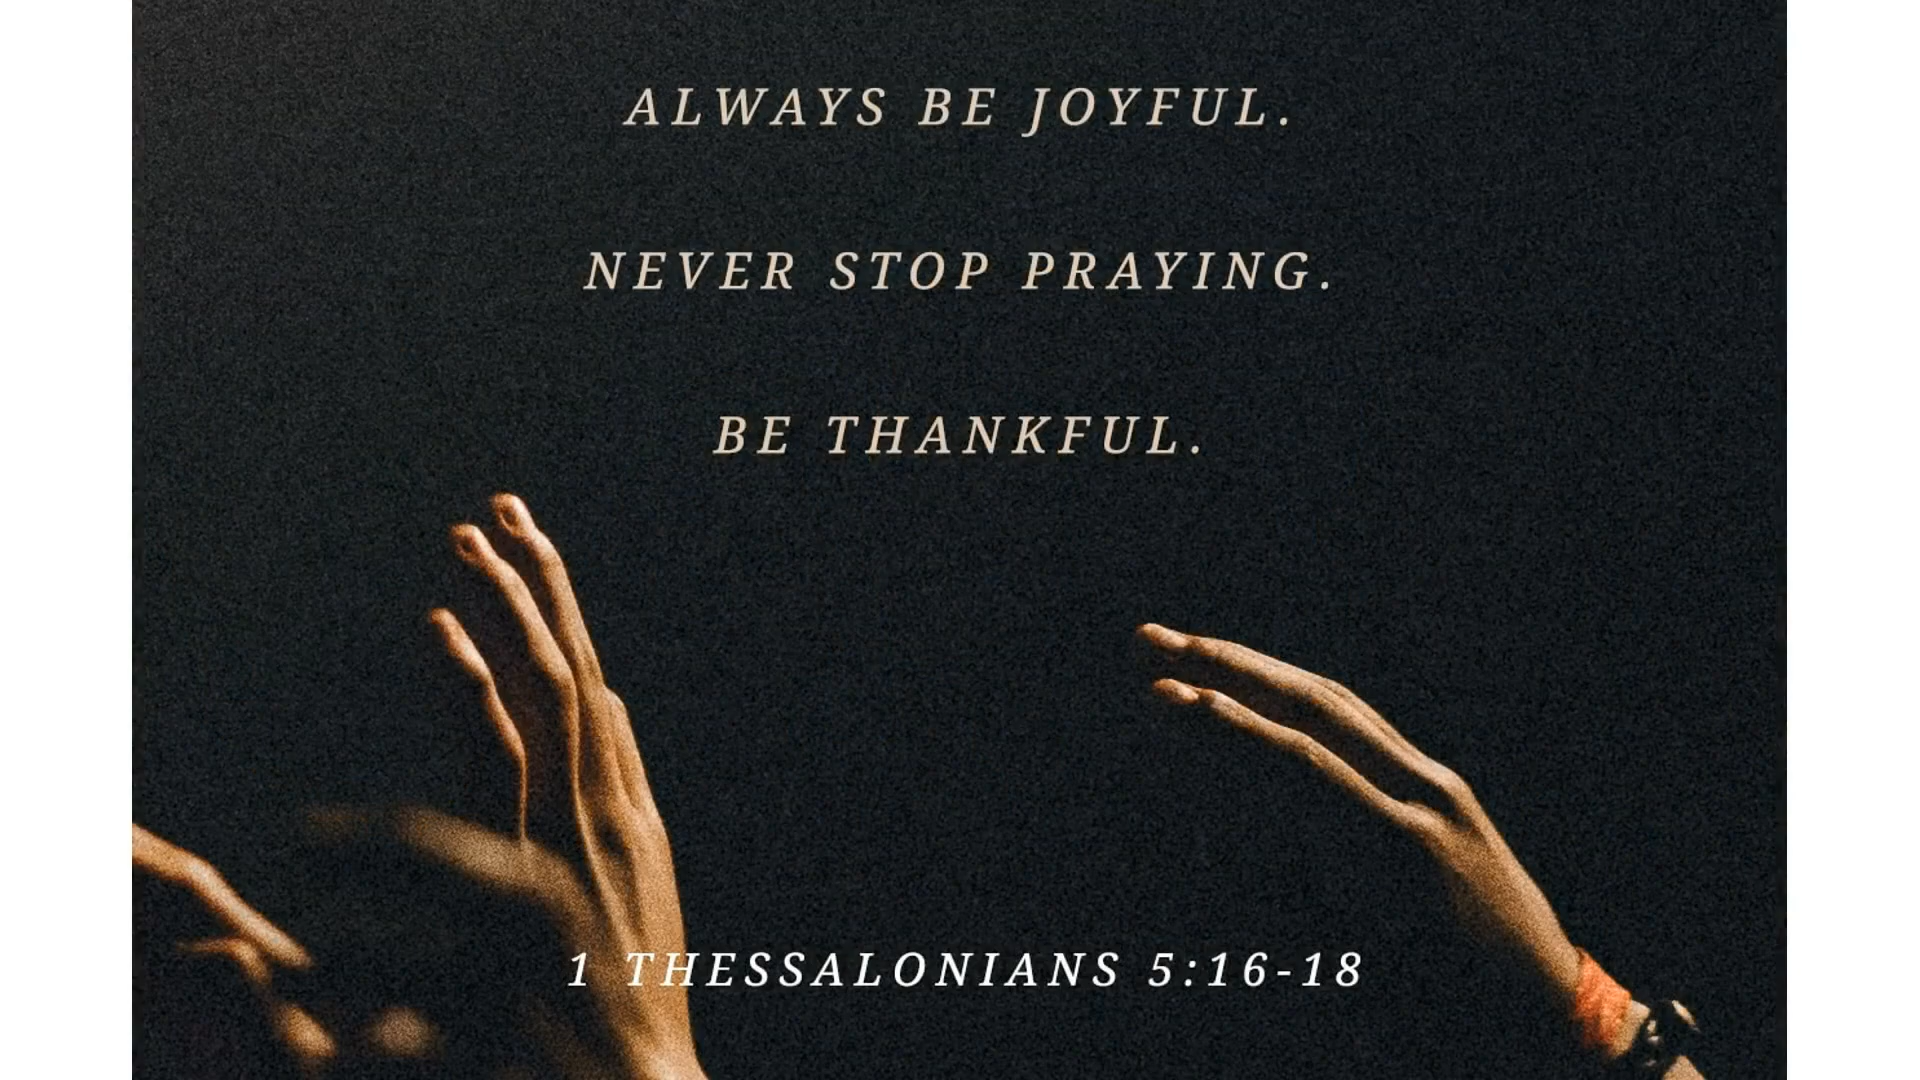 ALWAYS BE JOYFUL.
NEVER STOP PRAYING.
BE THANKFUL.
1 THESSALONIANS 5:16-18